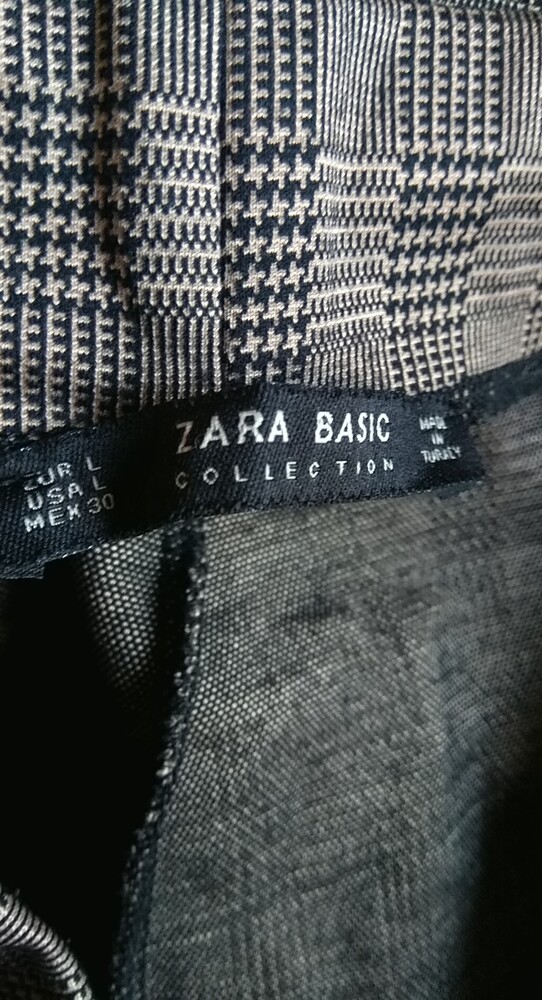 ZARA BASIC
COLLECTION
EUR L
USA L
MEX 30
MADE
IN
TURKEY